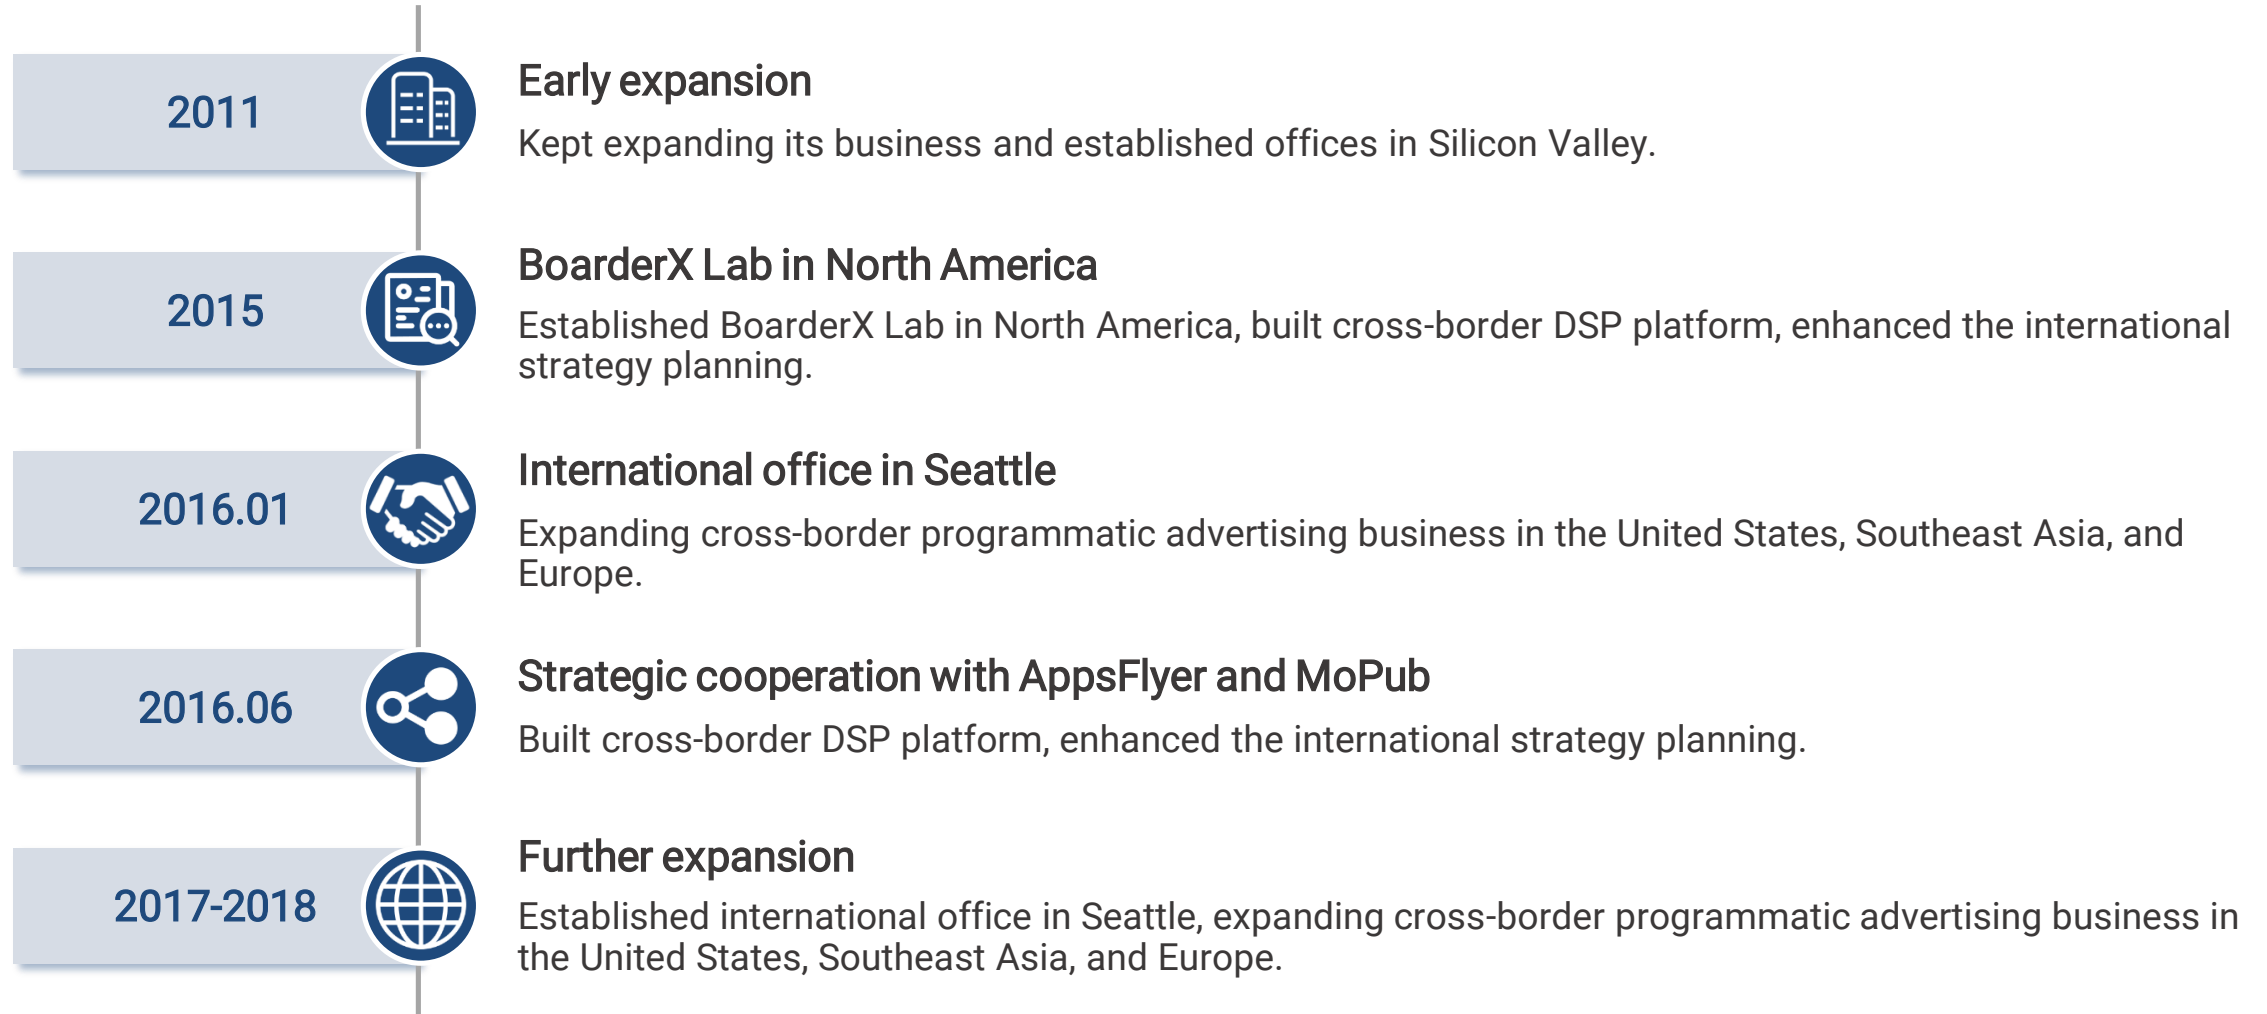 2011
Early expansion
Kept expanding its business and established offices in Silicon Valley.
2015
BoarderX Lab in North America
Established BoarderX Lab in North America, built cross-border DSP platform, enhanced the international
strategy planning.
2016.01
International office in Seattle
Expanding cross-border programmatic advertising business in the United States, Southeast Asia, and
Europe.
2016.06
Strategic cooperation with AppsFlyer and MoPub
Built cross-border DSP platform, enhanced the international strategy planning.
2017-2018
Further expansion
Established international office in Seattle, expanding cross-border programmatic advertising business in
the United States, Southeast Asia, and Europe.